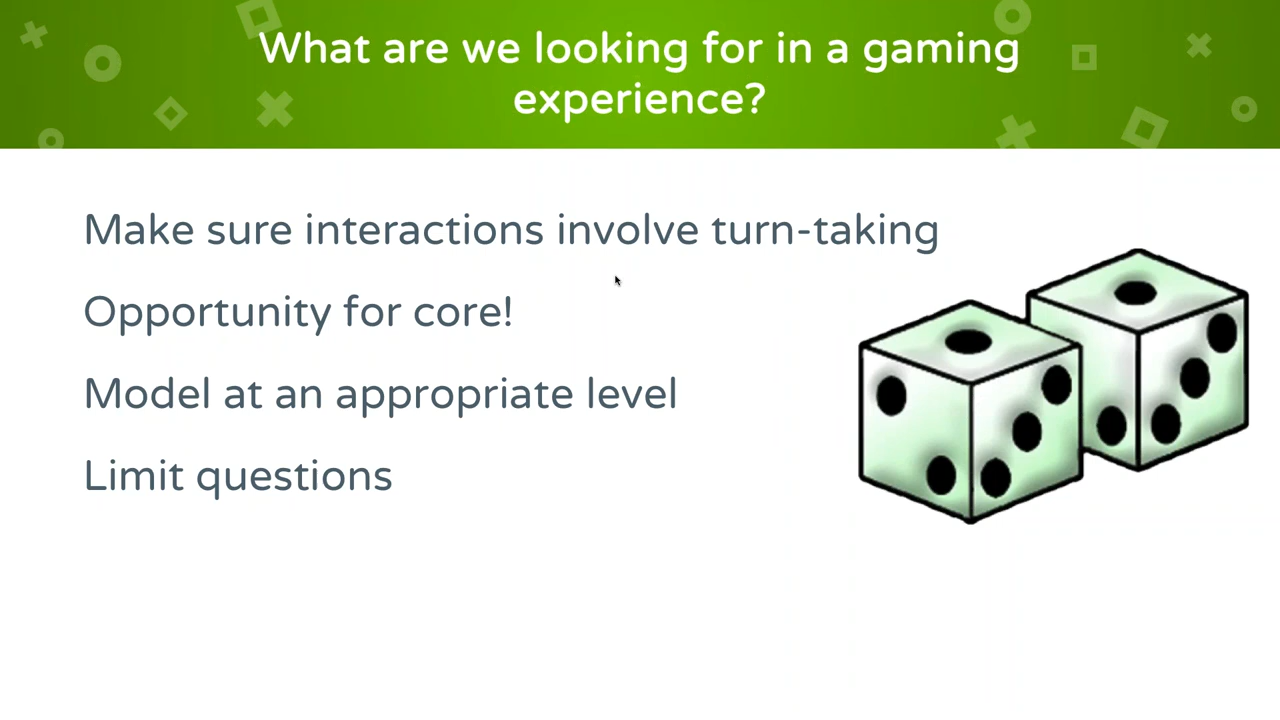 What are we looking for in a gaming
experience?
Make sure interactions involve turn-taking
Opportunity for core!
Model at an appropriate level
Limit questions